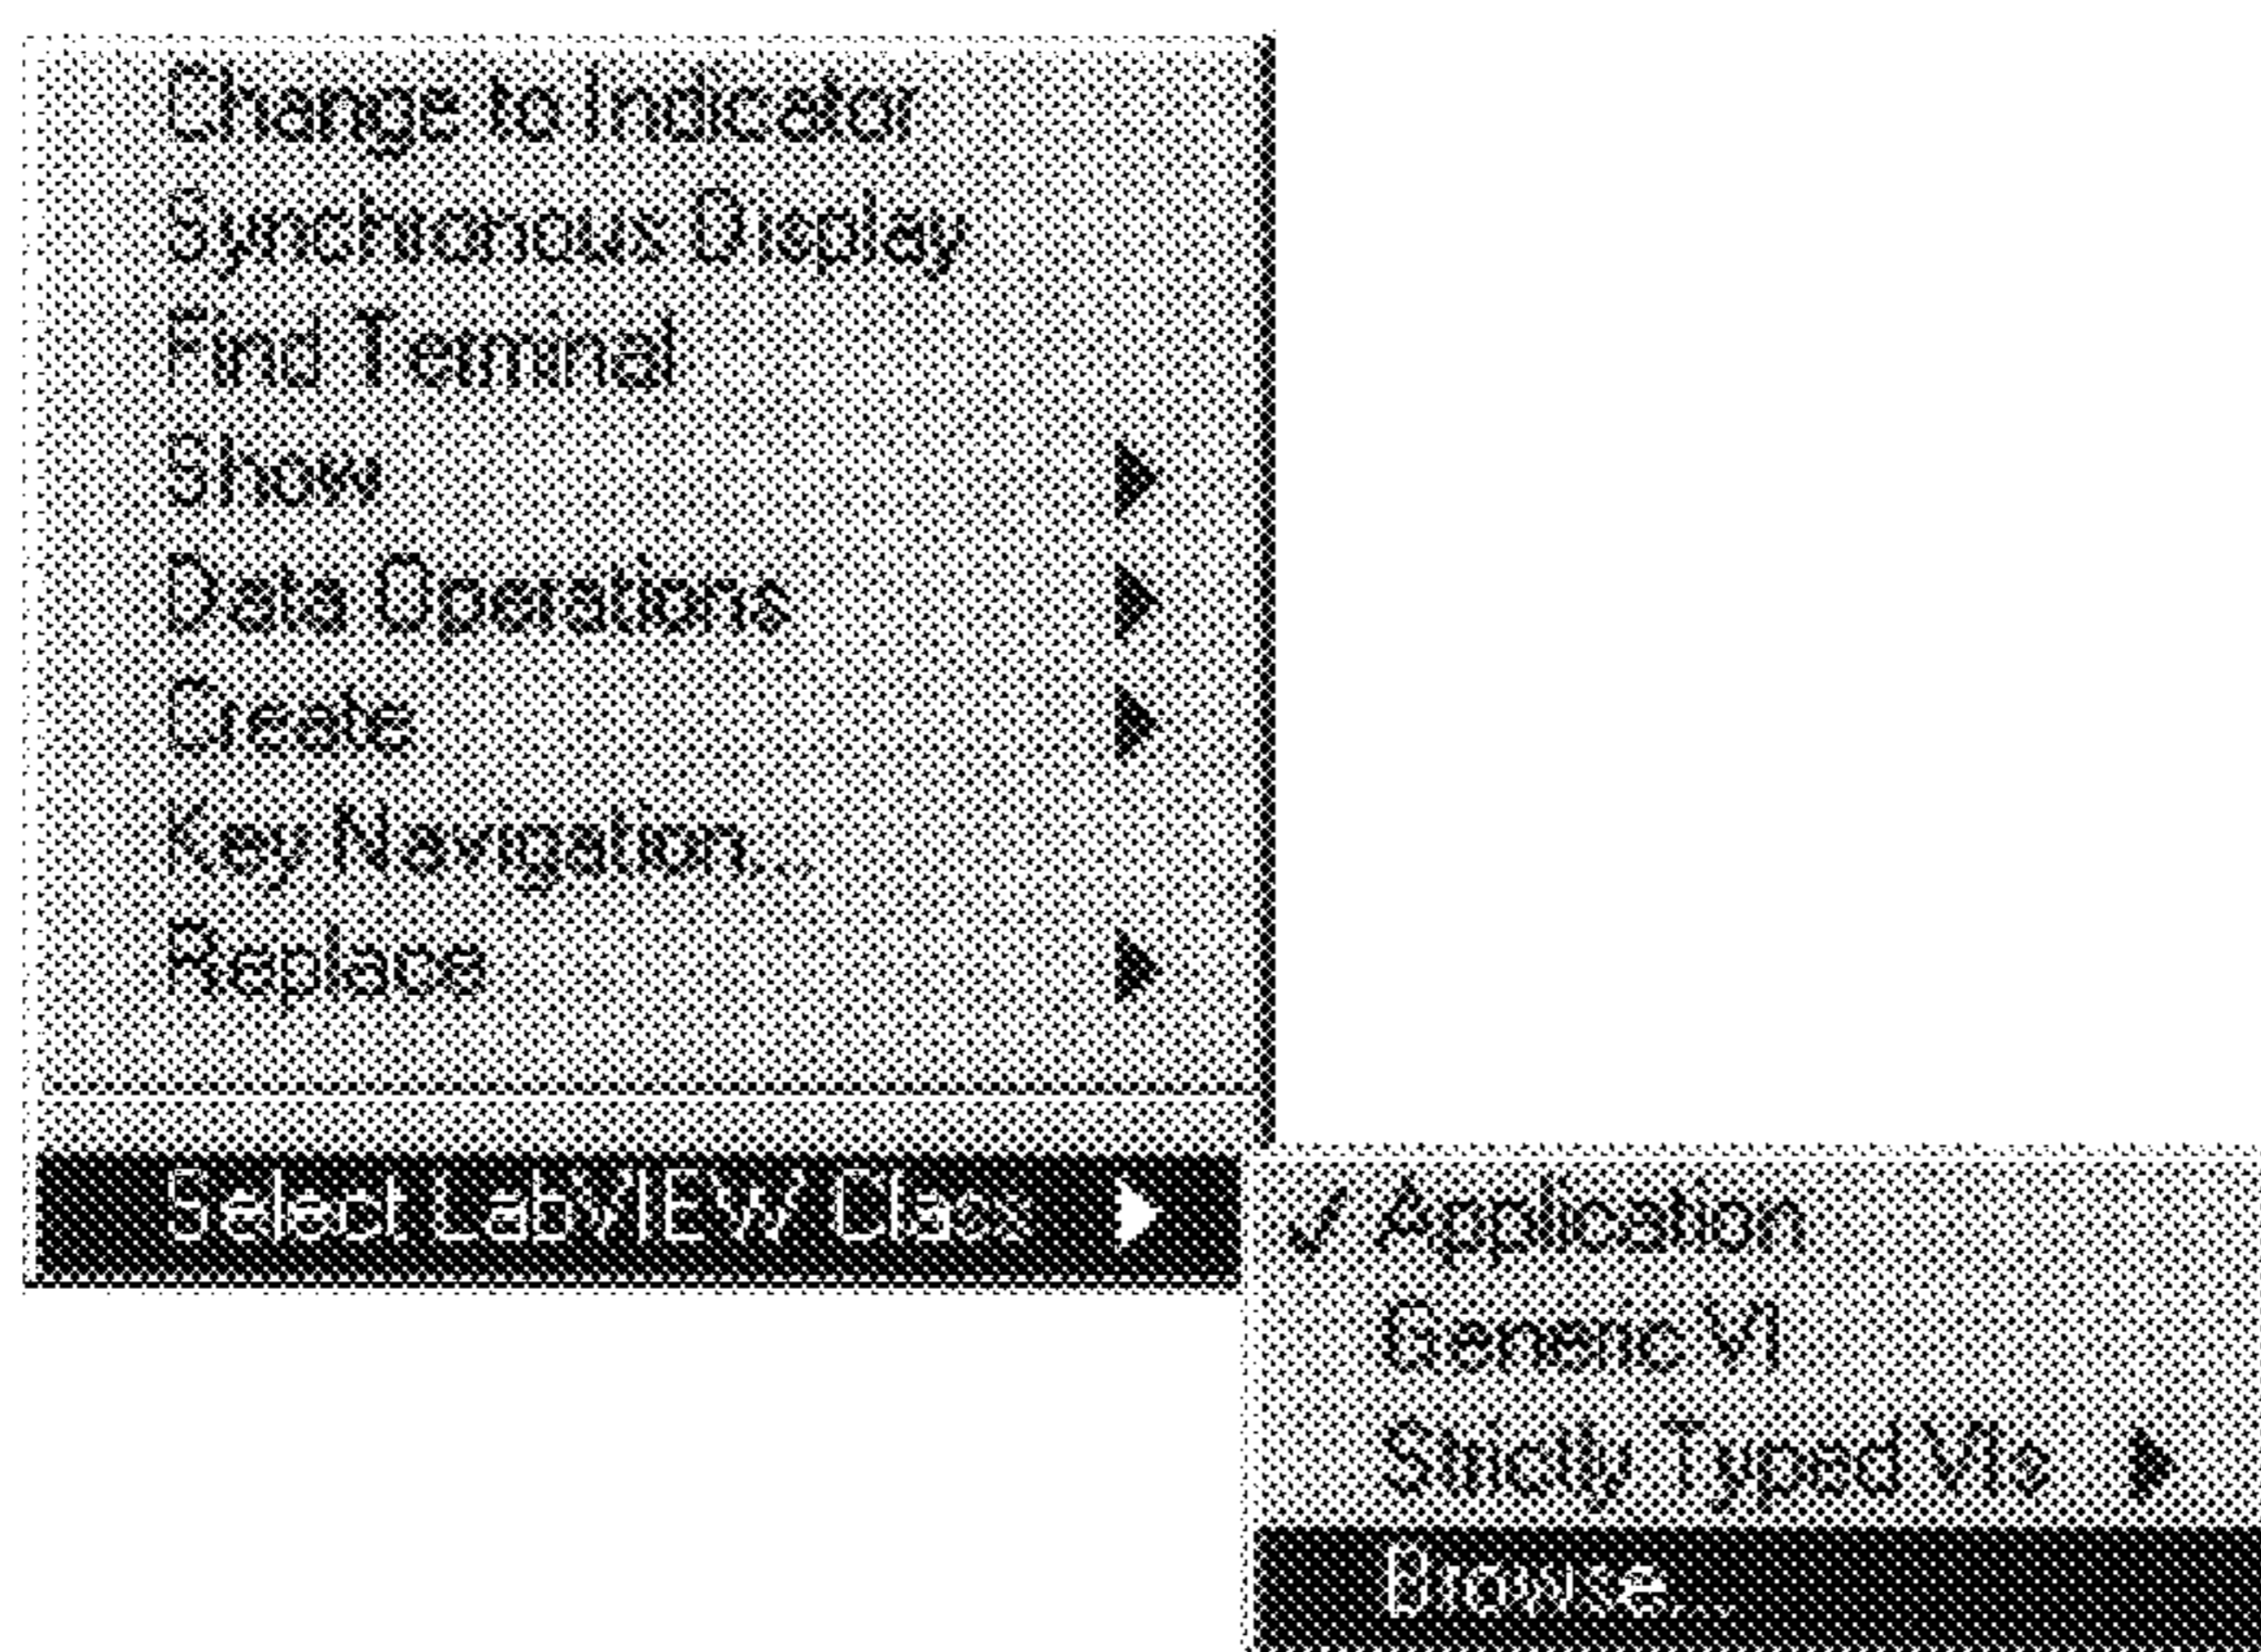 Change to Indicator
Synchronous Display
Find Terminal
Show
Data Operations
Create
Key Navigation...
Replace
Select LabVIEW Class
Application
Generic VI
Strictly Typed VIs
Browse...